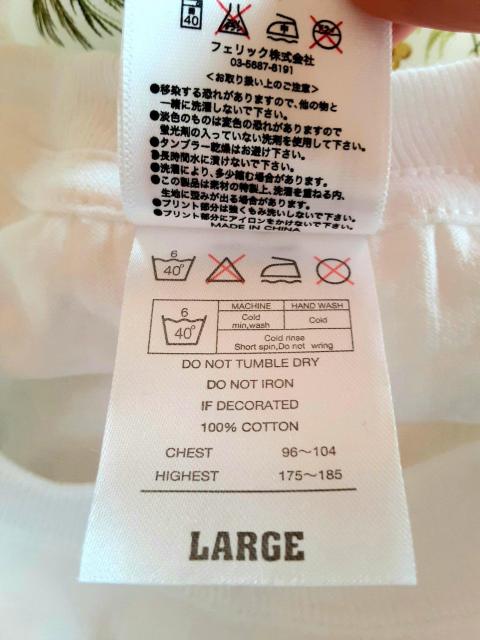 40
中
フェリック株式会社
03-5687-6191
<お取り扱い上のご注意>
●移染する恐れがありますので、他の物と
一緒に洗濯しないで下さい。
●淡色のものは変色の恐れがありますので
蛍光剤の入っていない洗剤を使用して下さい。
●タンブラー乾燥はお避け下さい。
●長時間水に漬けないで下さい。
●洗濯により、多少縮む場合があります。
●この製品は素材の特製上、洗濯を重ねる内、
生地に歪みが出る場合があります。
●プリント部分は強くもみ洗いしないで下さい。
●プリント部分にアイロンをかけないで下さい。
MADE IN CHINA
6
40°
6
40°
MACHINE HAND WASH
Cold
min,wash
Cold
Cold rinse
Short spin,Do not wring
DO NOT TUMBLE DRY
DO NOT IRON
IF DECORATED
100% COTTON
CHEST 96～104
HIGHEST 175～185
LARGE